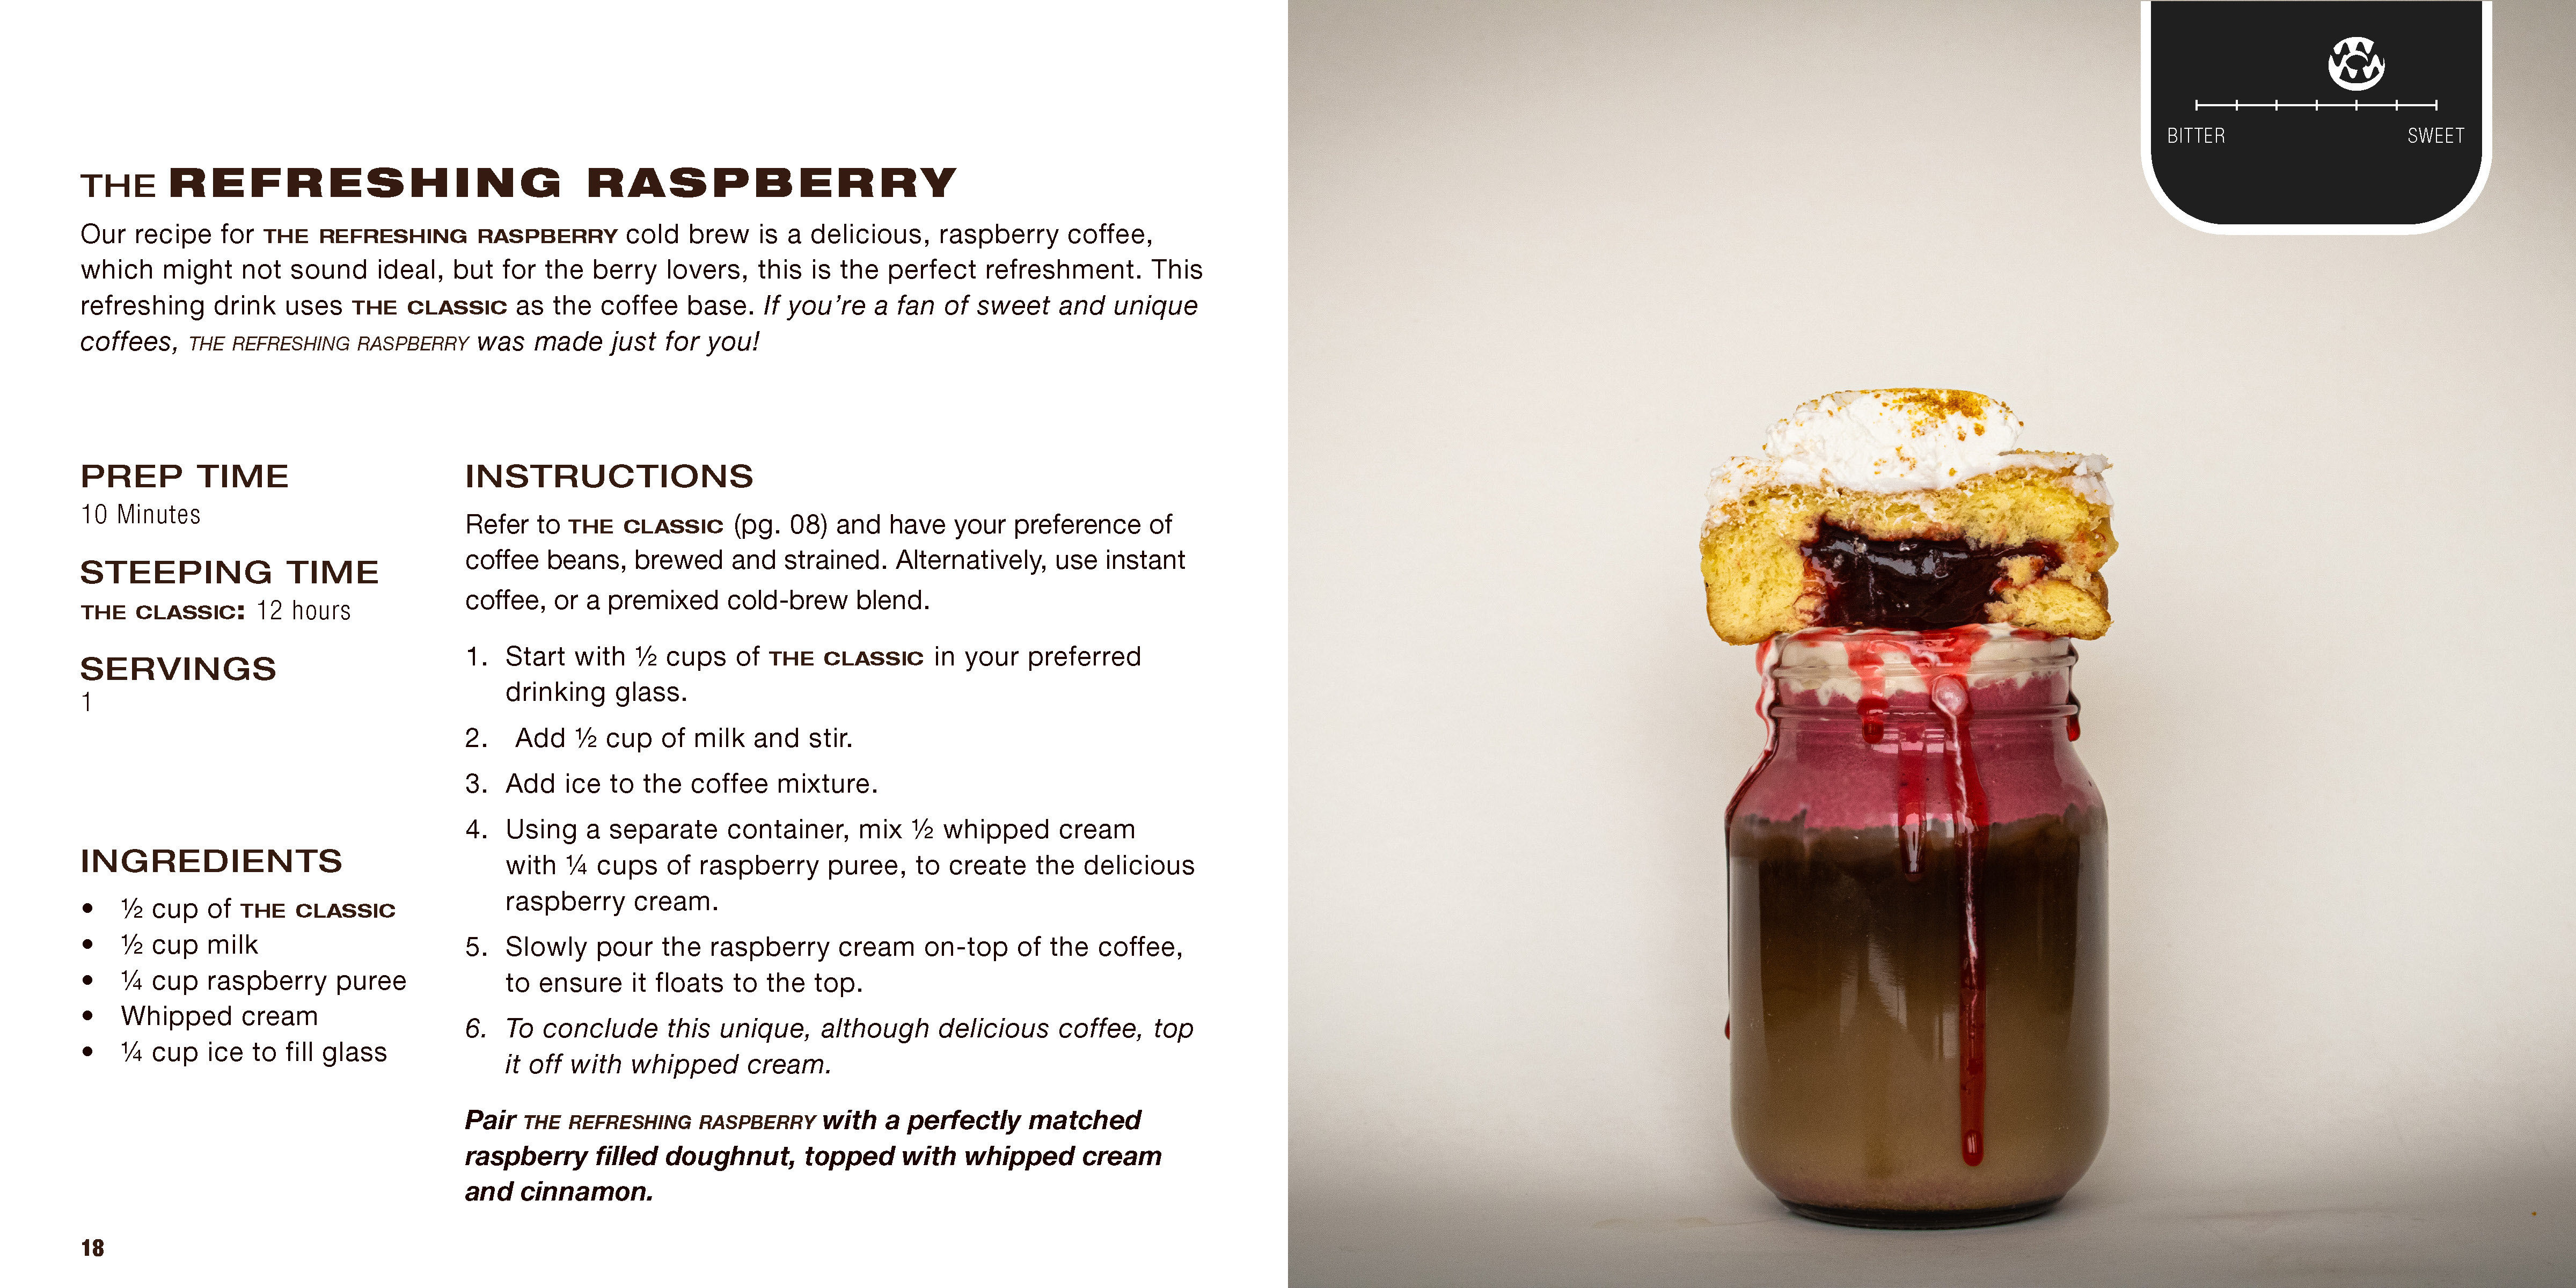 THE REFRESHING RASPBERRY
Our recipe for THE REFRESHING RASPBERRY cold brew is a delicious, raspberry coffee,
which might not sound ideal, but for the berry lovers, this is the perfect refreshment. This
refreshing drink uses THE CLASSIC as the coffee base. If you're a fan of sweet and unique
coffees, THE REFRESHING RASPBERRY was made just for you!
PREP TIME
10 Minutes
STEEPING TIME
THE CLASSIC: 12 hours
SERVINGS
1
INGREDIENTS
• ½ cup of THE CLASSIC
• ½ cup milk
• ¼ cup raspberry puree
• Whipped cream
• ¼ cup ice to fill glass
INSTRUCTIONS
Refer to THE CLASSIC (pg. 08) and have your preference of
coffee beans, brewed and strained. Alternatively, use instant
coffee, or a premixed cold-brew blend.
1. Start with ½ cups of THE CLASSIC in your preferred
drinking glass.
2. Add ½ cup of milk and stir.
3. Add ice to the coffee mixture.
4. Using a separate container, mix ½ whipped cream
with ¼ cups of raspberry puree, to create the delicious
raspberry cream.
5. Slowly pour the raspberry cream on-top of the coffee,
to ensure it floats to the top.
6. To conclude this unique, although delicious coffee, top
it off with whipped cream.
Pair THE REFRESHING RASPBERRY with a perfectly matched
raspberry filled doughnut, topped with whipped cream
and cinnamon.
18
BITTER SWEET